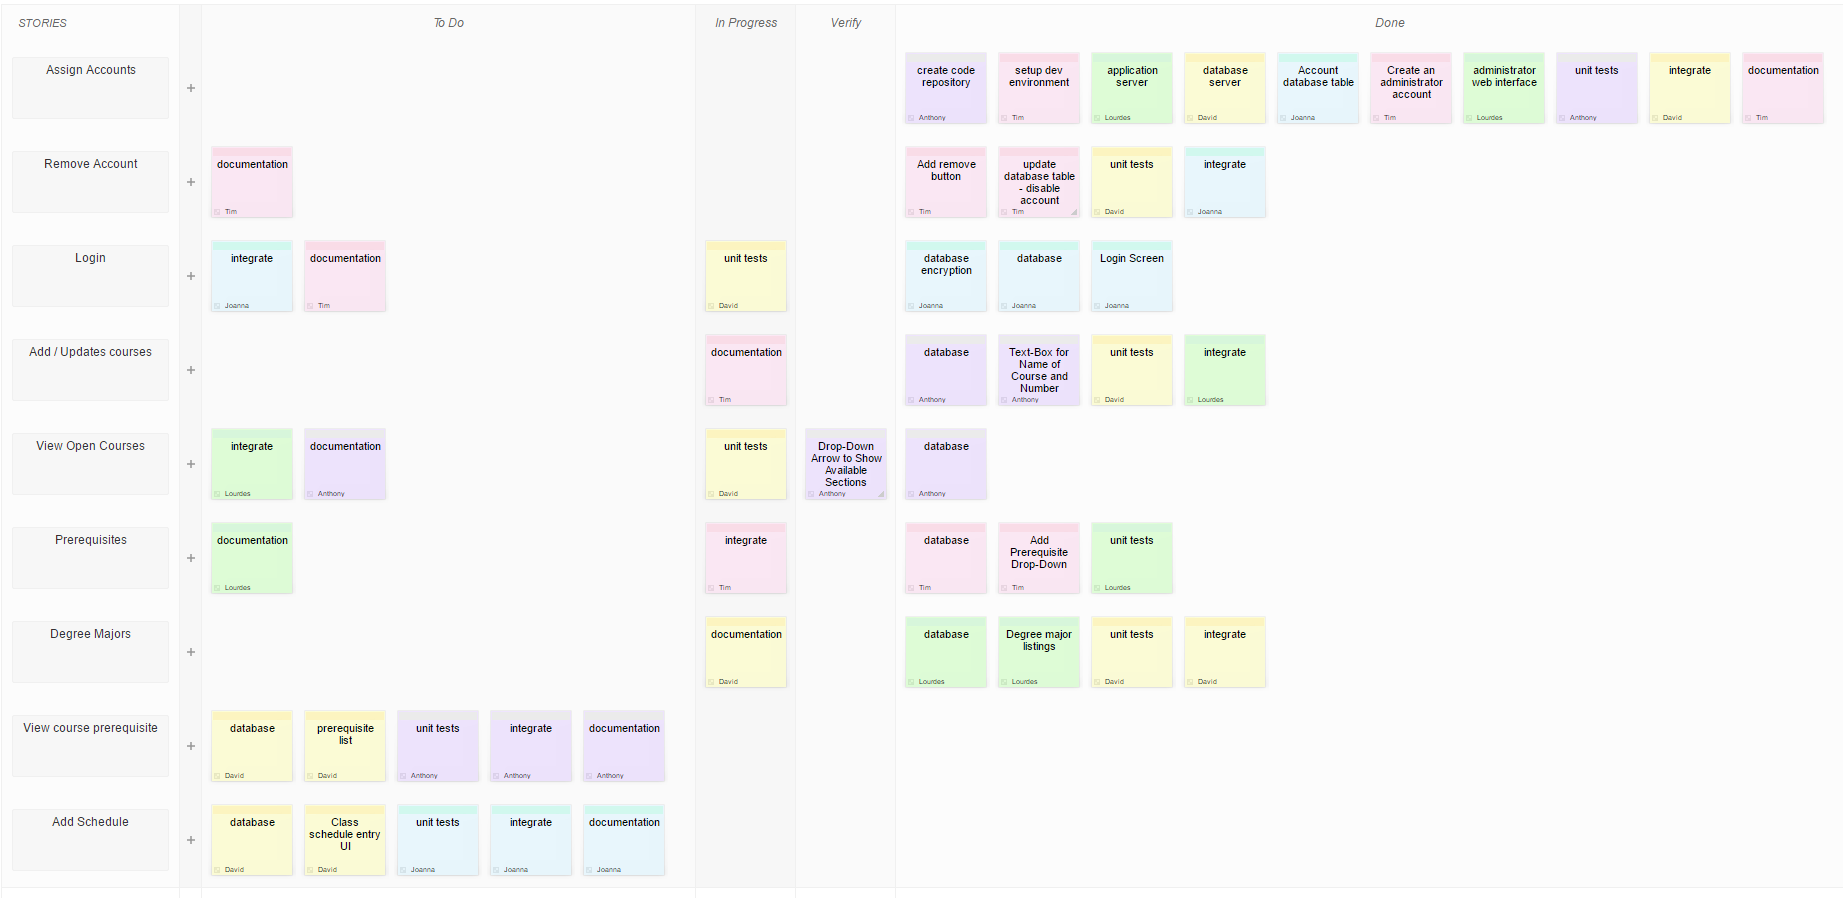 STORIES
To Do
In Progress
Verify
Done
Assign Accounts
+
create code
repository
Anthony
setup dev
environment
Tim
application
server
Lourdes
database
server
David
Account
database table
Joanna
Create an
administrator
account
Tim
administrator
web interface
Lourdes
unit tests
Anthony
integrate
David
documentation
Tim
Remove Account
+
documentation
Tim
Add remove
button
Tim
update
database table
- disable
account
Tim
unit tests
David
integrate
Joanna
Login
+
integrate
Joanna
documentation
Tim
unit tests
David
database
encryption
Joanna
database
Joanna
Login Screen
Joanna
Add / Updates courses
+
documentation
Tim
database
Anthony
Text-Box for
Name of
Course and
Number
Anthony
unit tests
David
integrate
Lourdes
View Open Courses
+
integrate
Lourdes
documentation
Anthony
unit tests
David
Drop-Down
Arrow to Show
Available
Sections
Anthony
database
Anthony
Prerequisites
+
documentation
Lourdes
integrate
Tim
database
Tim
Add
Prerequisite
Drop-Down
Tim
unit tests
Lourdes
Degree Majors
+
documentation
David
database
Lourdes
Degree major
listings
Lourdes
unit tests
David
integrate
David
View course prerequisite
+
database
David
prerequisite
list
David
unit tests
Anthony
integrate
Anthony
documentation
Anthony
Add Schedule
+
database
David
Class
schedule entry
UI
David
unit tests
Joanna
integrate
Joanna
documentation
Joanna